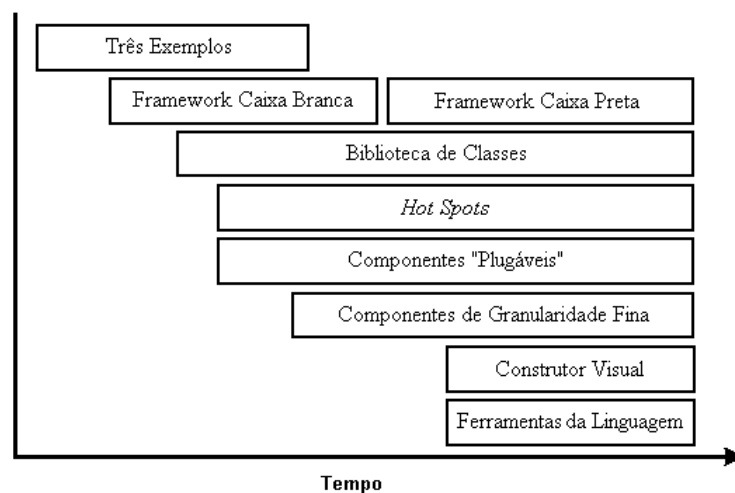 Três Exemplos
Framework Caixa Branca
Framework Caixa Preta
Biblioteca de Classes
Hot Spots
Componentes "Plugáveis"
Componentes de Granularidade Fina
Construtor Visual
Ferramentas da Linguagem
Tempo